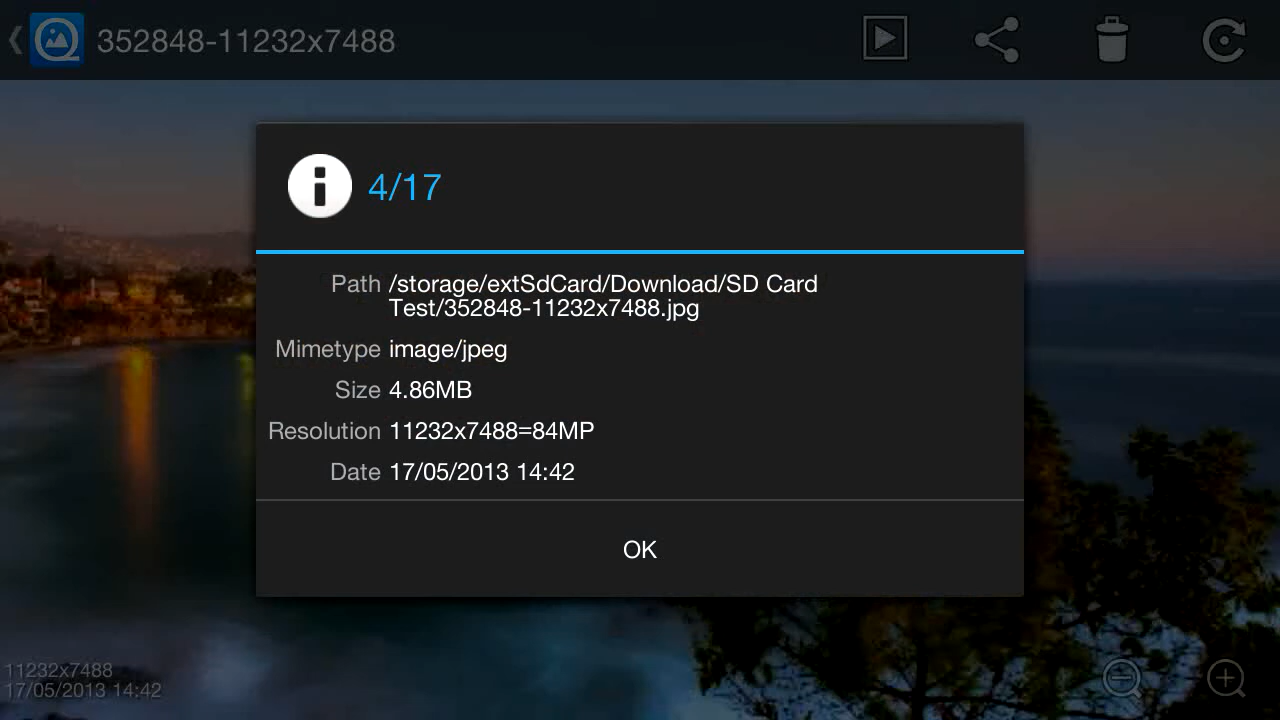 352848-11232x7488
4/17
Path /storage/extSdCard/Download/SD Card
Test/352848-11232x7488.jpg
Mimetype image/jpeg
Size 4.86MB
Resolution 11232x7488=84MP
Date 17/05/2013 14:42
OK
11232x7488
17/05/2013 14:42